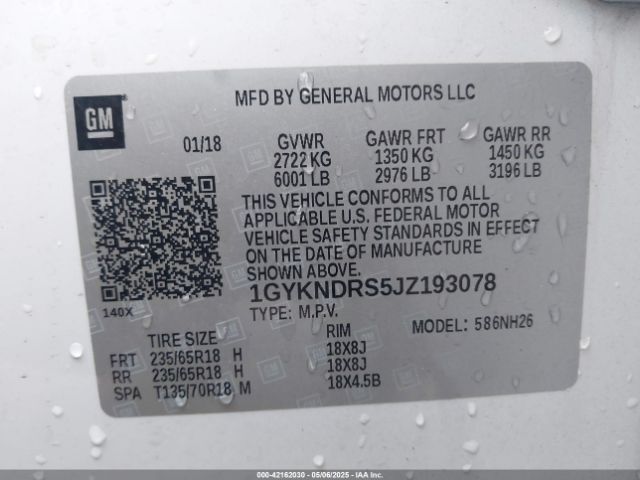 GM
MFD BY GENERAL MOTORS LLC
01/18 GVWR GAWR FRT GAWR RR
2722 KG 1350 KG 1450 KG
6001 LB 2976 LB 3196 LB
THIS VEHICLE CONFORMS TO ALL
APPLICABLE U.S. FEDERAL MOTOR
VEHICLE SAFETY STANDARDS IN EFFECT
ON THE DATE OF MANUFACTURE
SHOWN ABOVE.
1GYKNDRS5JZ193078
140X
TYPE: M.P.V. MODEL: 586NH26
TIRE SIZE RIM
FRT 235/65R18 H 18X8J
RR 235/65R18 H 18X8J
SPA T135/70R18 M 18X4.5B
000-42162030 - 05/06/2025 - IAA Inc.